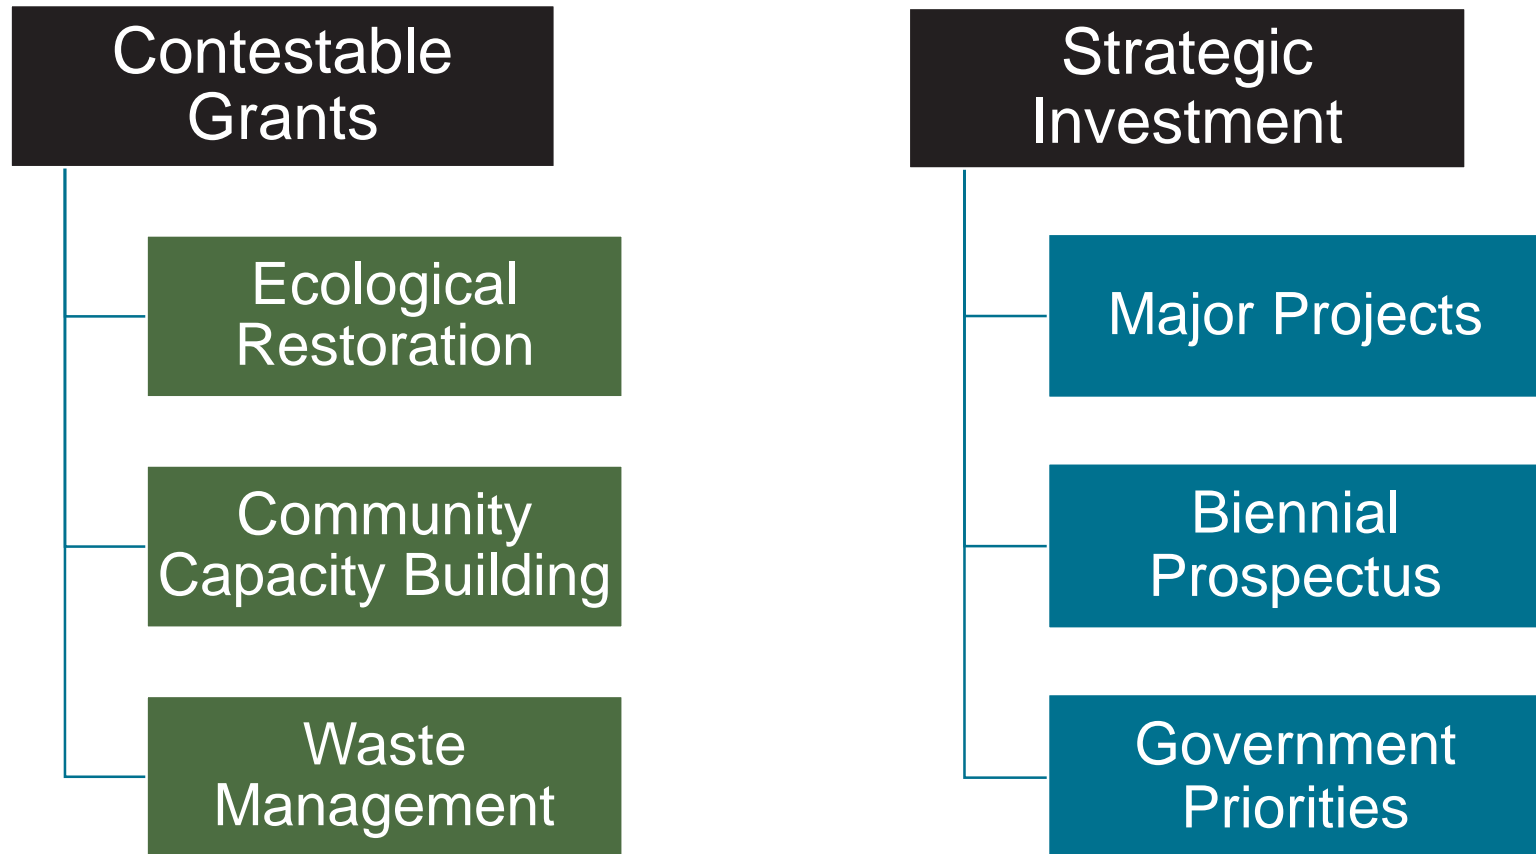 Contestable
Grants
Ecological
Restoration
Community
Capacity Building
Waste
Management
Strategic
Investment
Major Projects
Biennial
Prospectus
Government
Priorities